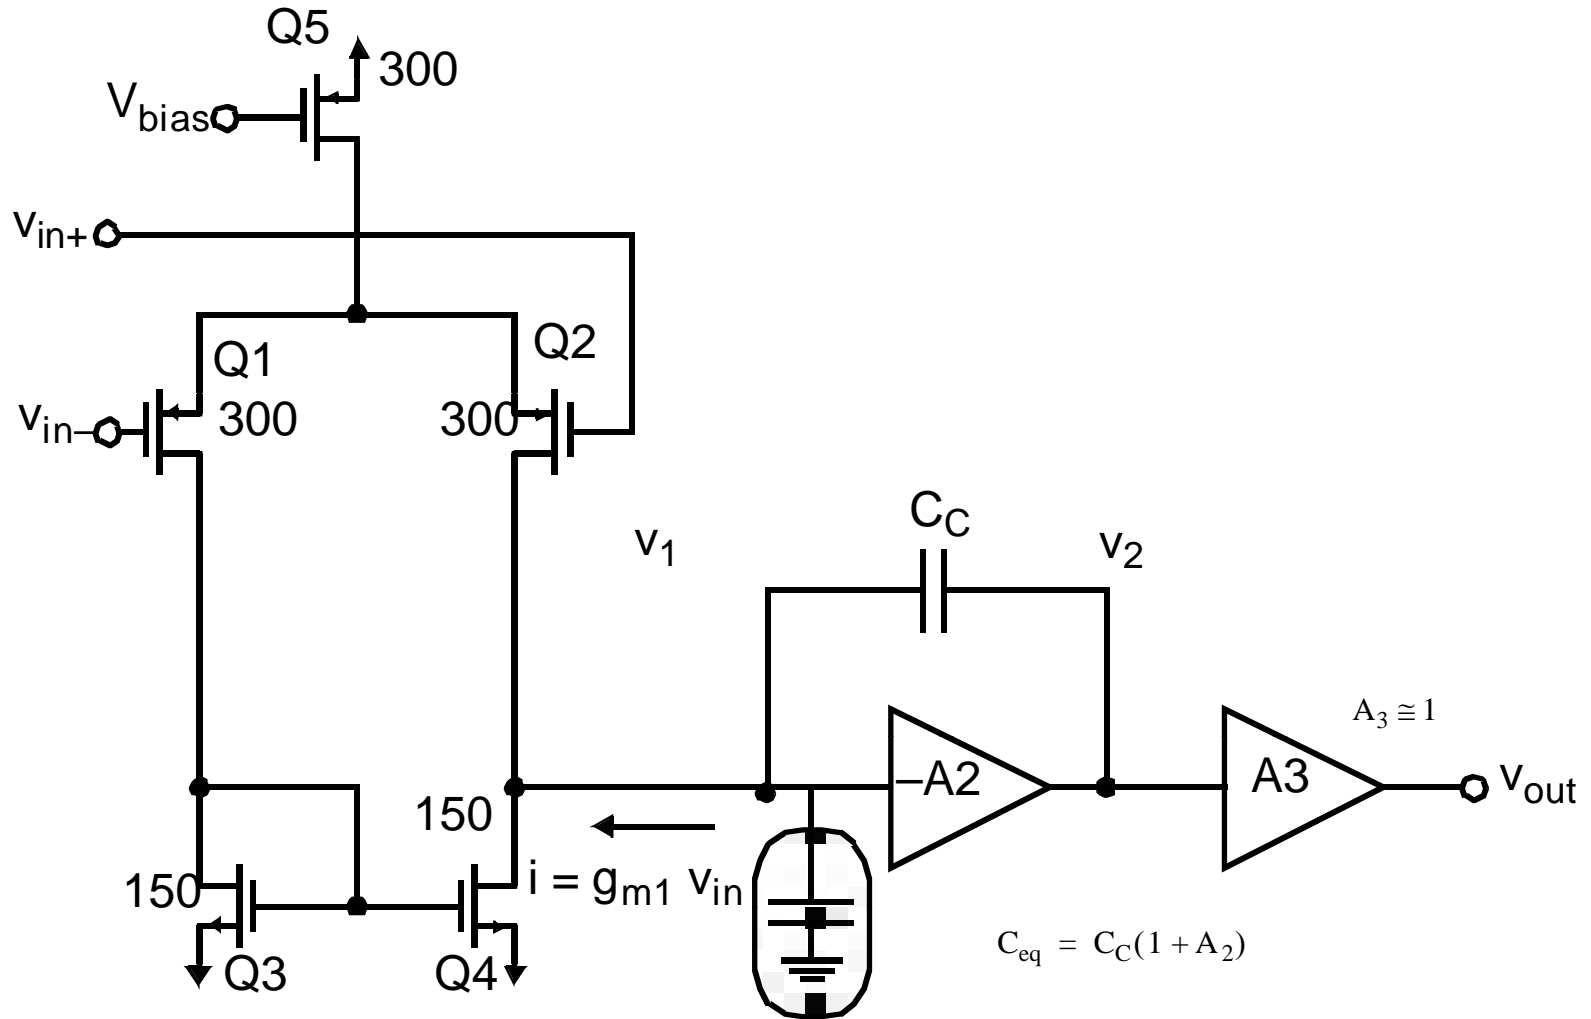 Q5
300
Vbias
vin+
Q1
Q2
vin–
300
300
v1
CC
v2
A3 ≅ 1
–A2
A3
vout
150
150
i = gm1 vin
Ceq = CC(1 + A2)
Q3
Q4